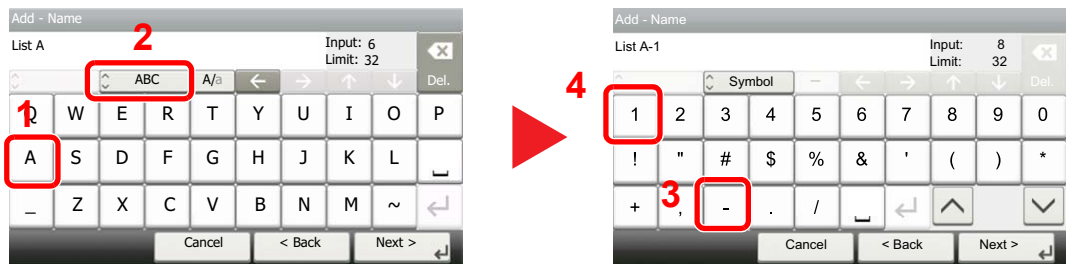 Add - Name
List A
2
Input: 6
Limit: 32
ABC
A/a
Del.
1
Q W E R T Y U I O P
A S D F G H J K L
_ Z X C V B N M ~
Cancel
< Back
Next >
Add - Name
List A-1
Input: 8
Limit: 32
4
Symbol
Del.
1 2 3 4 5 6 7 8 9 0
! " # $ % & ' ( ) *
3
+ , - . /
Cancel
< Back
Next >